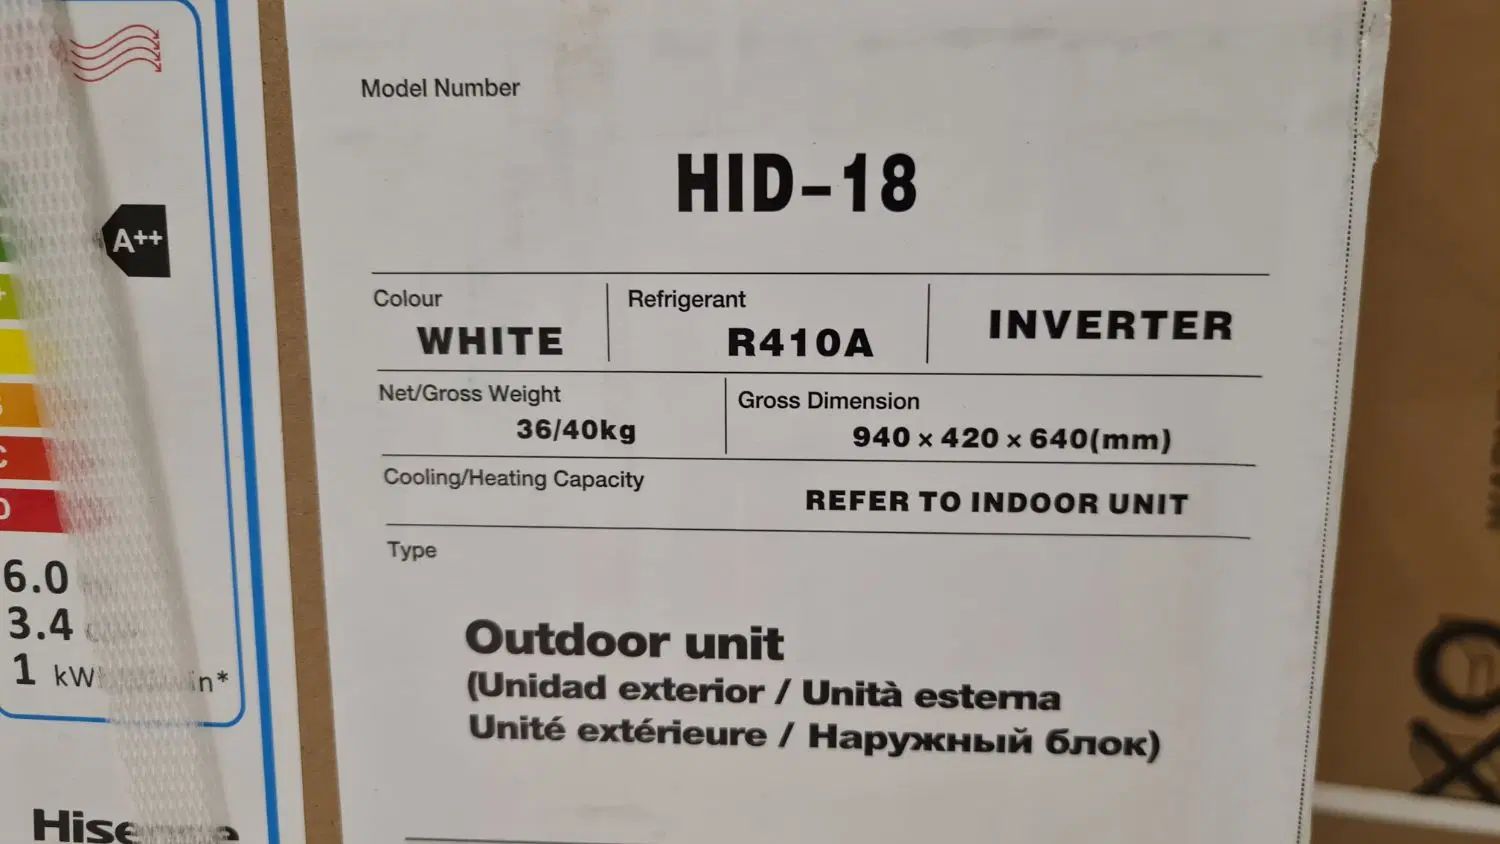 Model Number
HID-18
Colour
WHITE
Refrigerant
R410A
INVERTER
Net/Gross Weight
36/40kg
Gross Dimension
940 × 420 × 640(mm)
Cooling/Heating Capacity
REFER TO INDOOR UNIT
Type
Outdoor unit
(Unidad exterior / Unità esterna
Unité extérieure / Наружный блок)
A++
+
C
D
6.0
3.4
1 kW
Hisense